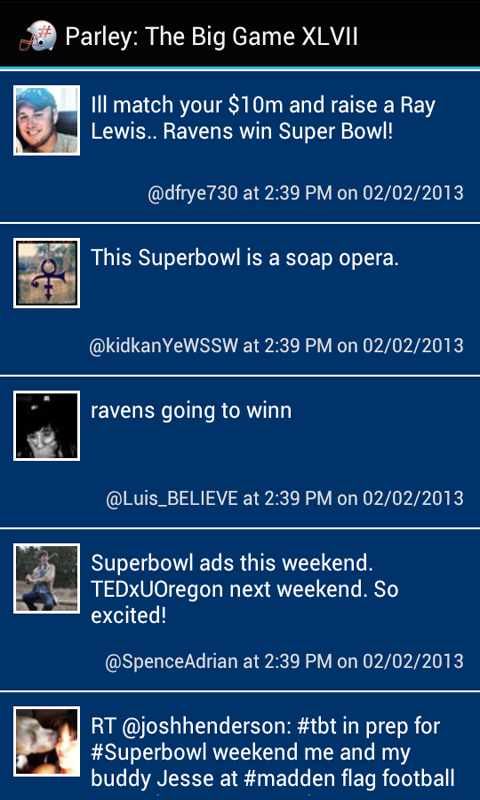 Parley: The Big Game XLVII
Ill match your $10m and raise a Ray
Lewis.. Ravens win Super Bowl!
@dfrye730 at 2:39 PM on 02/02/2013
This Superbowl is a soap opera.
@kidkanYeWSSW at 2:39 PM on 02/02/2013
ravens going to winn
@Luis_BELIEVE at 2:39 PM on 02/02/2013
Superbowl ads this weekend.
TEDxUOregon next weekend. So
excited!
@SpenceAdrian at 2:39 PM on 02/02/2013
RT @joshhenderson: #tbt in prep for
#Superbowl weekend me and my
buddy Jesse at #madden flag football